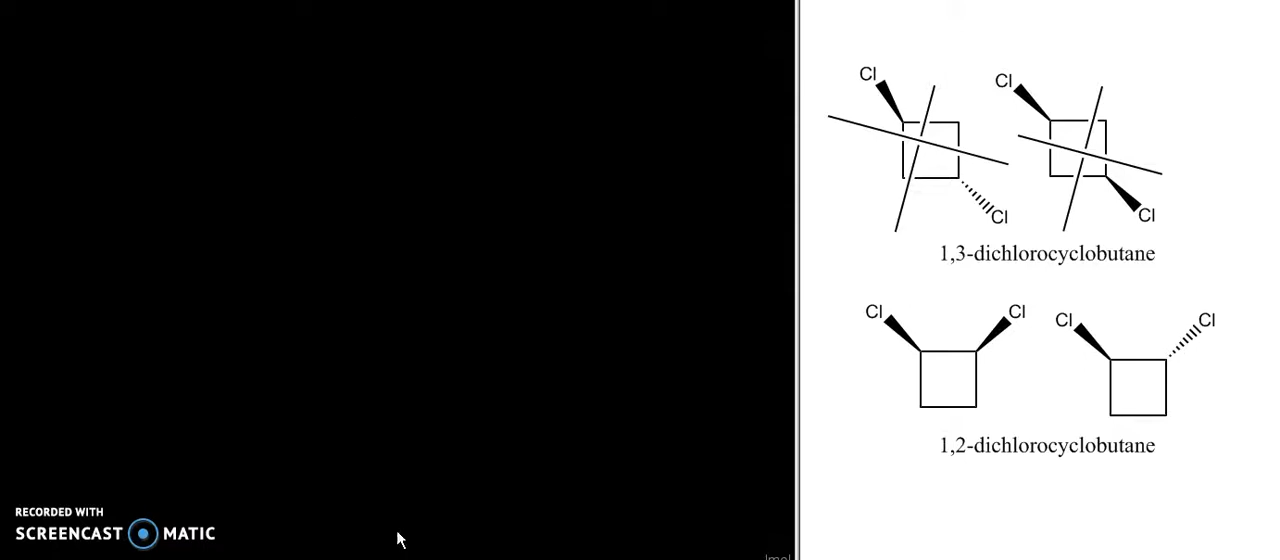 Cl
Cl
Cl
Cl
1,3-dichlorocyclobutane
Cl
Cl
Cl
Cl
1,2-dichlorocyclobutane
RECORDED WITH
SCREENCAST MATIC